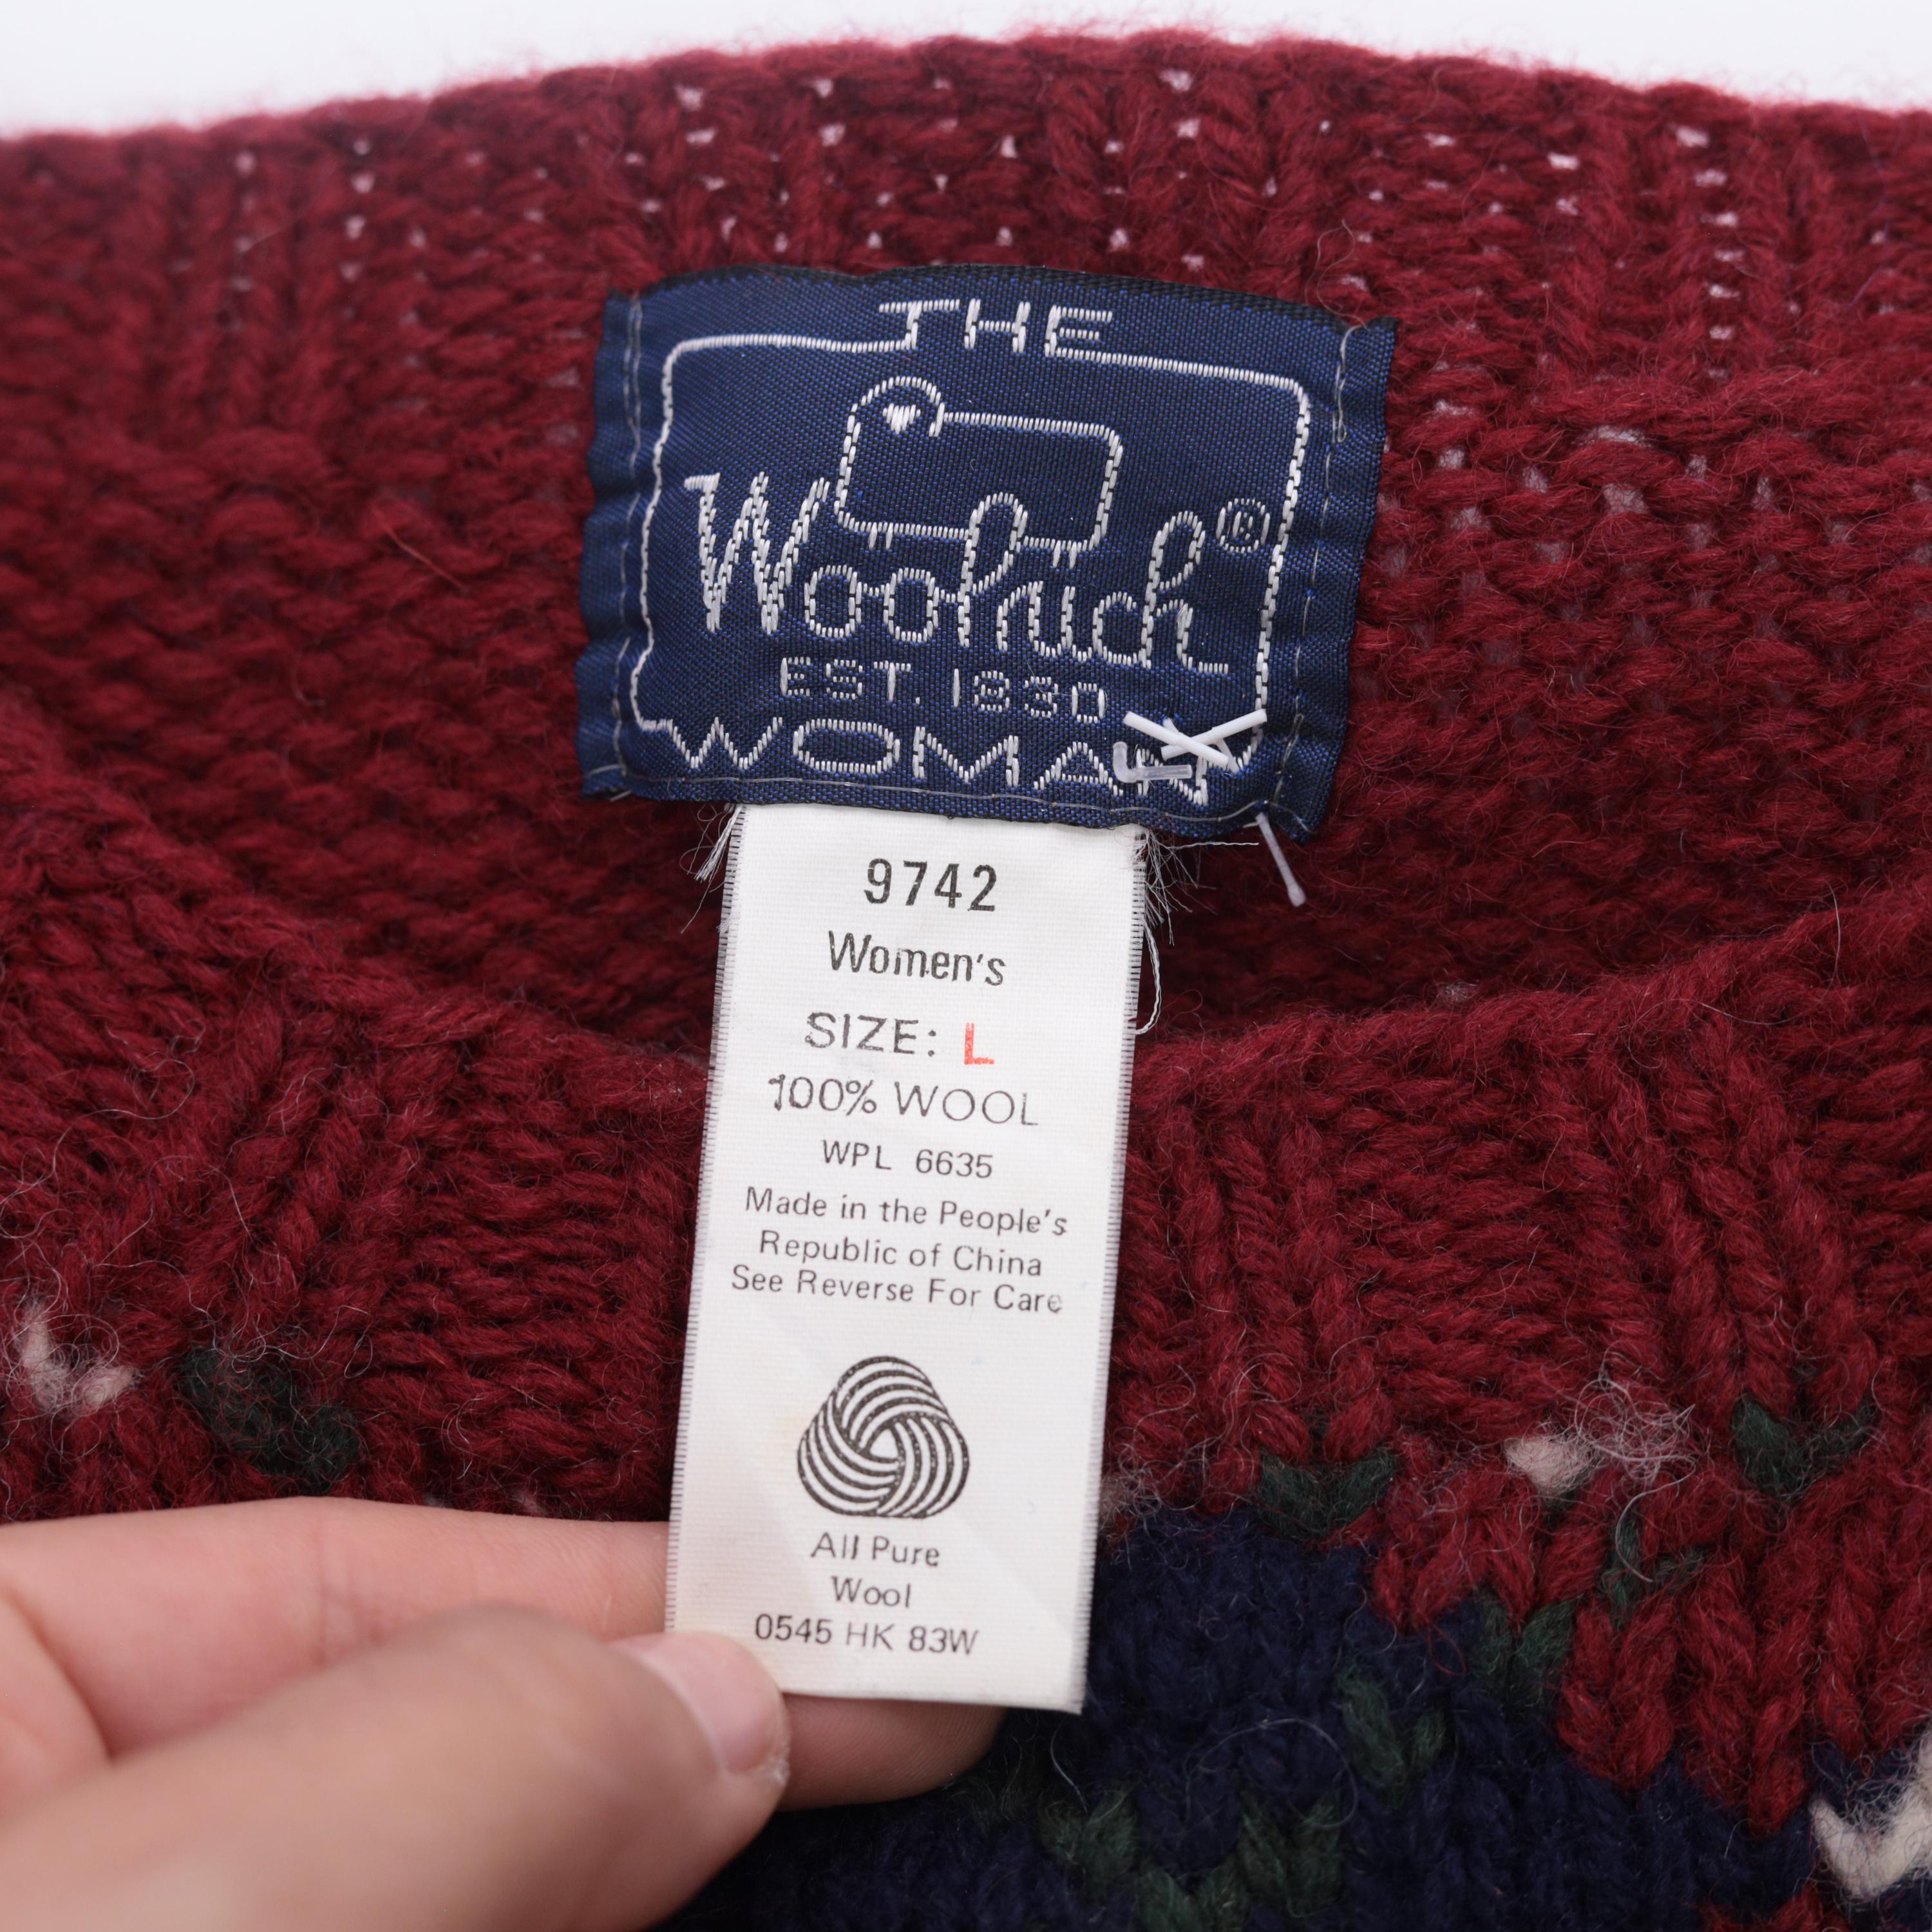 THE
Woolrich®
EST. 1830
WOMAN
9742
Women's
SIZE: L
100% WOOL
WPL 6635
Made in the People's
Republic of China
See Reverse For Care
All Pure
Wool
0545 HK 83W